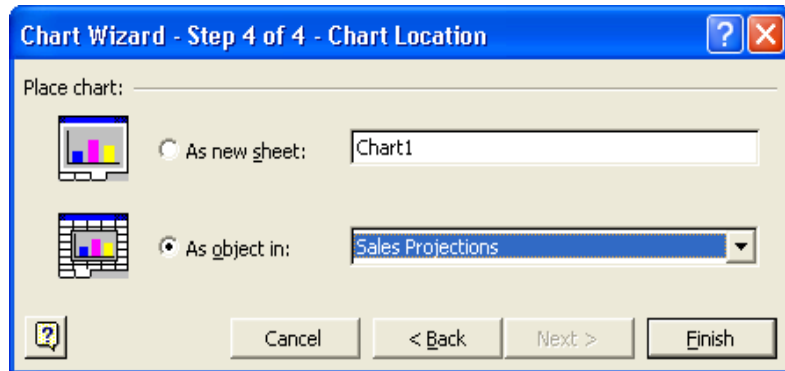 Chart Wizard - Step 4 of 4 - Chart Location
Place chart:
As new sheet: Chart1
As object in: Sales Projections
Cancel < Back Next > Finish